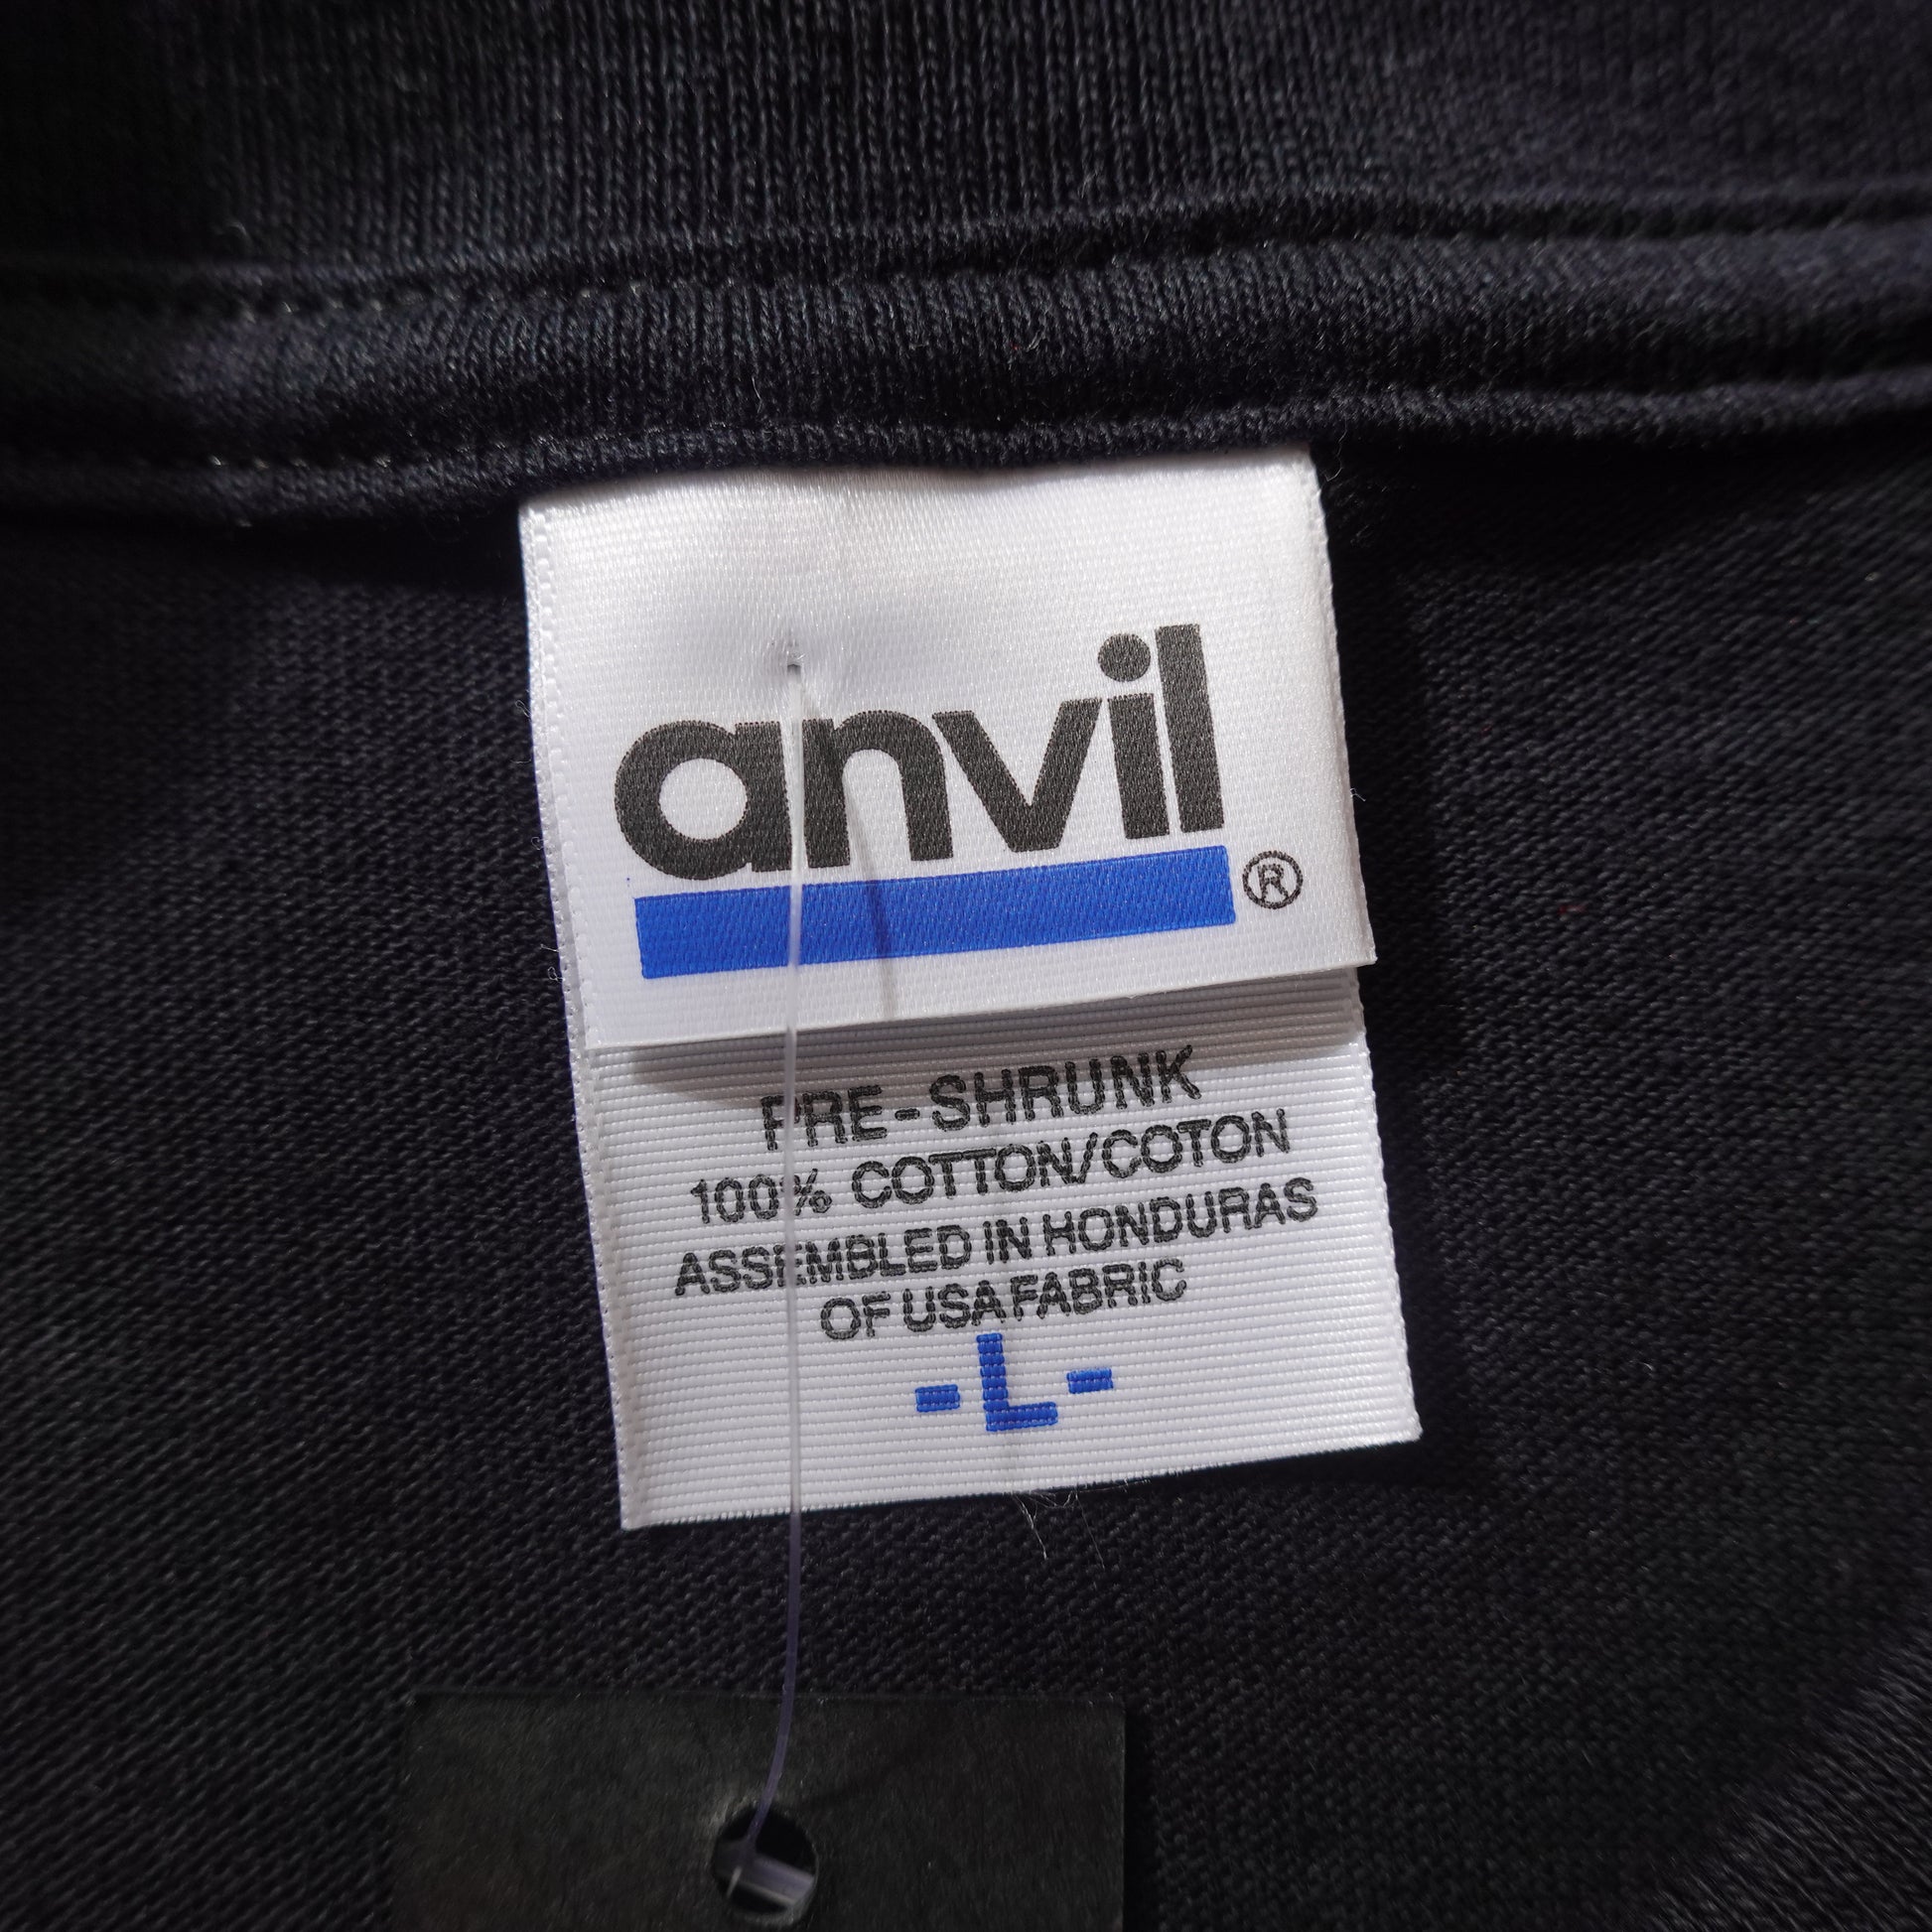 anvil
®
PRE-SHRUNK
100% COTTON/COTON
ASSEMBLED IN HONDURAS
OF USA FABRIC
-L-